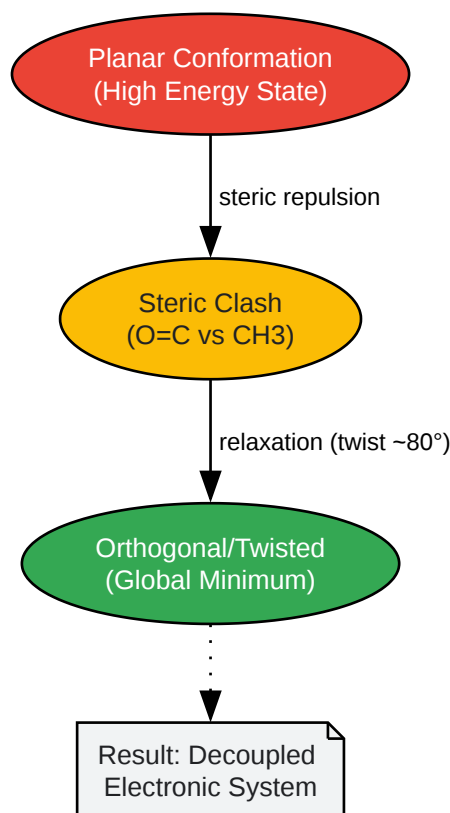 Planar Conformation
(High Energy State)
steric repulsion
Steric Clash
(O=C vs CH3)
relaxation (twist ~80°)
Orthogonal/Twisted
(Global Minimum)
Result: Decoupled
Electronic System